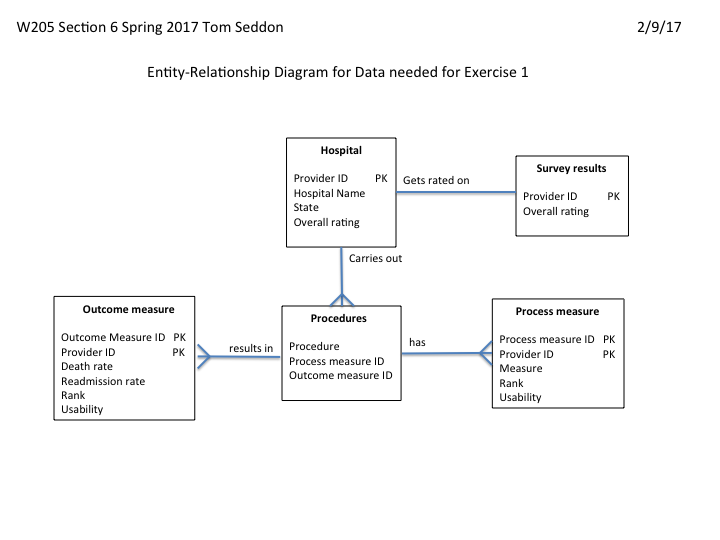 W205 Section 6 Spring 2017 Tom Seddon 2/9/17
Entity-Relationship Diagram for Data needed for Exercise 1
Hospital
Provider ID PK
Hospital Name
State
Overall rating
Gets rated on
Survey results
Provider ID PK
Overall rating
Carries out
Outcome measure
Outcome Measure ID PK
Provider ID PK
Death rate
Readmission rate
Rank
Usability
results in
Procedures
Procedure
Process measure ID
Outcome measure ID
has
Process measure
Process measure ID PK
Provider ID PK
Measure
Rank
Usability